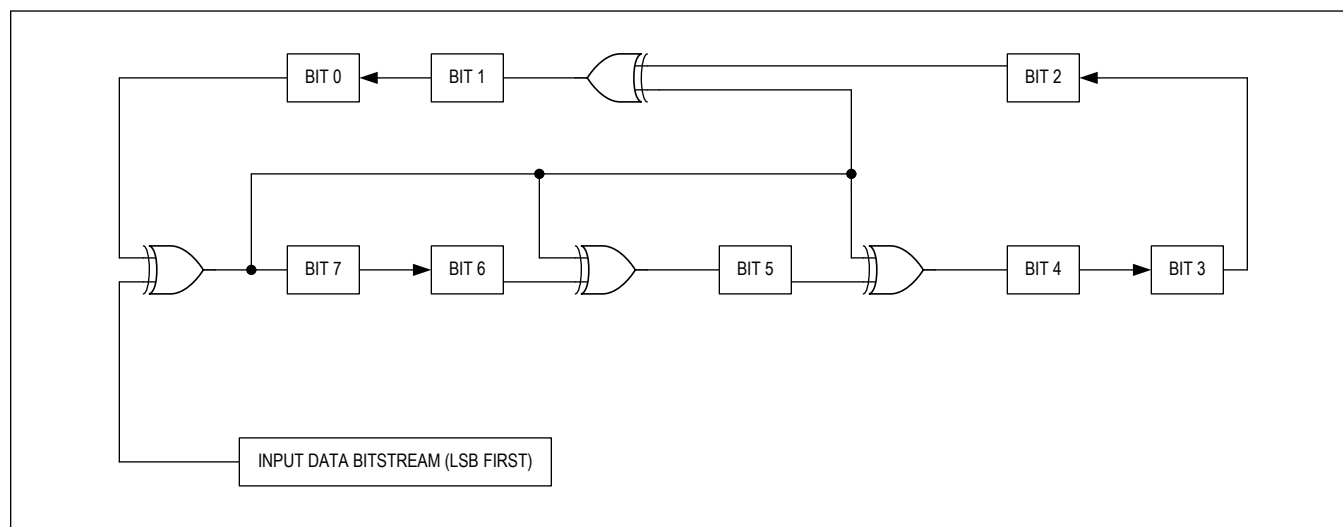 BIT 0
BIT 1
BIT 2
BIT 7
BIT 6
BIT 5
BIT 4
BIT 3
INPUT DATA BITSTREAM (LSB FIRST)